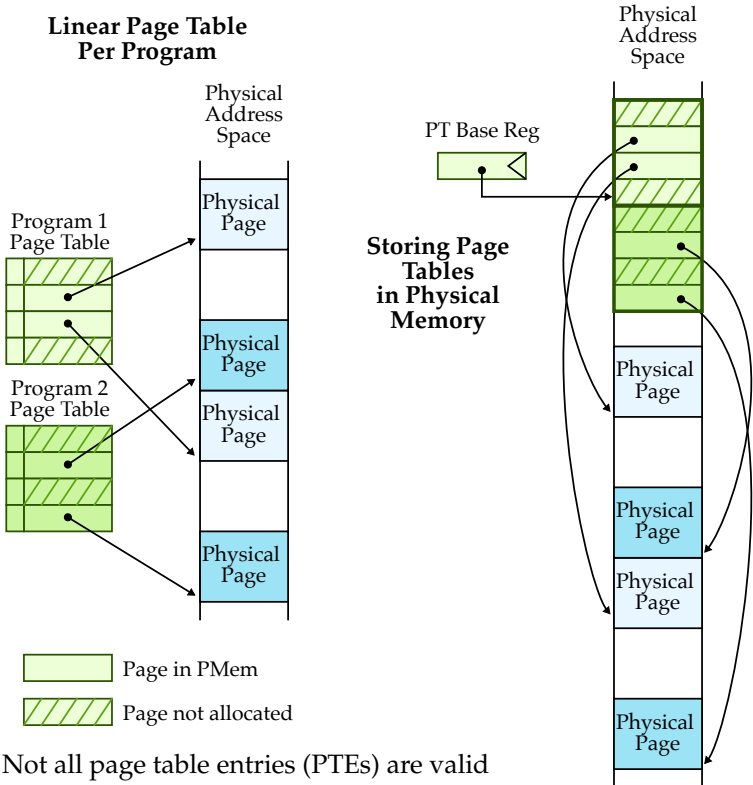 Linear Page Table
Per Program
Physical
Address
Space
Program 1
Page Table
Program 2
Page Table
Physical
Page
Physical
Page
Physical
Page
Physical
Page
Page in PMem
Page not allocated
Not all page table entries (PTEs) are valid
Physical
Address
Space
PT Base Reg
Storing Page
Tables
in Physical
Memory
Physical
Page
Physical
Page
Physical
Page
Physical
Page